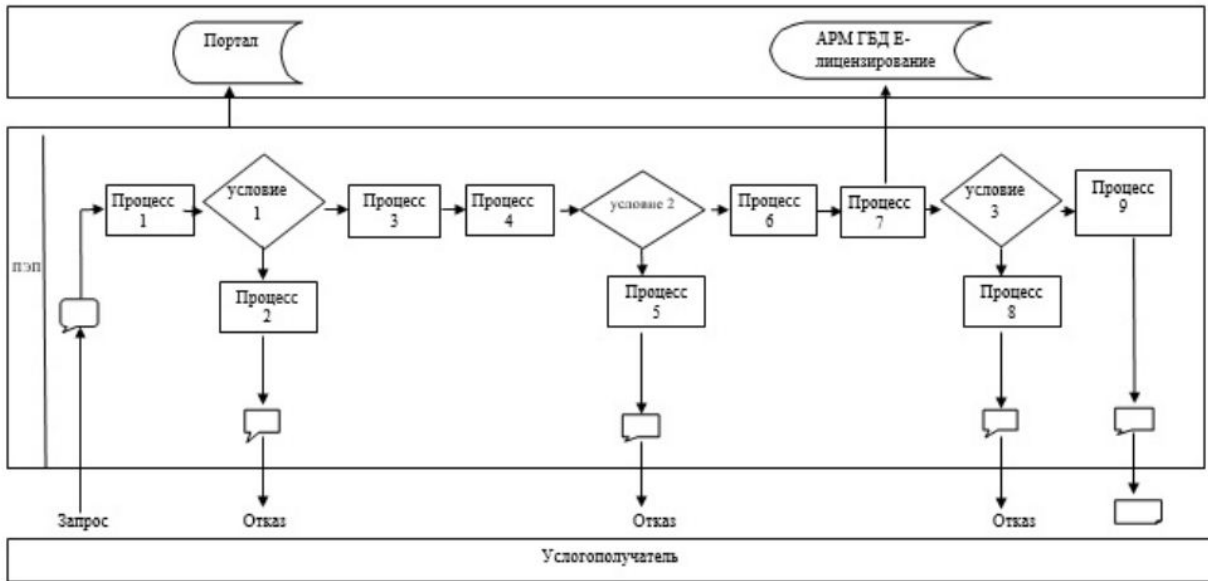 Портал
АРМ ГБД Е-
лицензирование
ПЭП
Процесс
1
условие
1
Процесс
3
Процесс
4
условие 2
Процесс
6
Процесс
7
условие
3
Процесс
9
Процесс
2
Процесс
5
Процесс
8
Запрос
Отказ
Отказ
Отказ
Услогополучатель